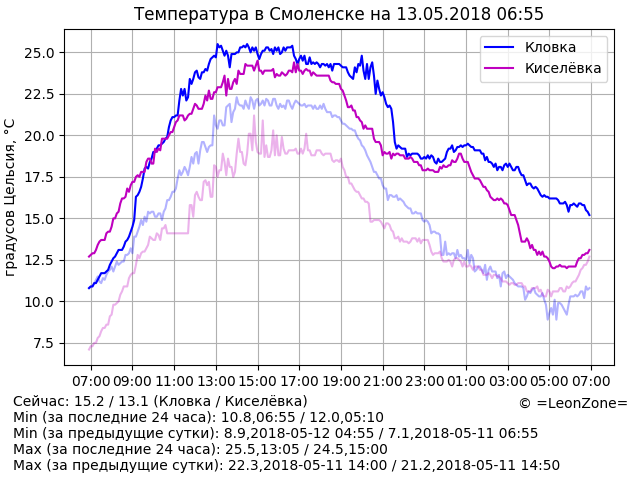 Температура в Смоленске на 13.05.2018 06:55
градусов Цельсия, °С
25.0
22.5
20.0
17.5
15.0
12.5
10.0
7.5
Кловка
Киселёвка
07:00 09:00 11:00 13:00 15:00 17:00 19:00 21:00 23:00 01:00 03:00 05:00 07:00
Сейчас: 15.2 / 13.1 (Кловка / Киселёвка)
© =LeonZone=
Min (за последние 24 часа): 10.8,06:55 / 12.0,05:10
Min (за предыдущие сутки): 8.9,2018-05-12 04:55 / 7.1,2018-05-11 06:55
Max (за последние 24 часа): 25.5,13:05 / 24.5,15:00
Max (за предыдущие сутки): 22.3,2018-05-11 14:00 / 21.2,2018-05-11 14:50